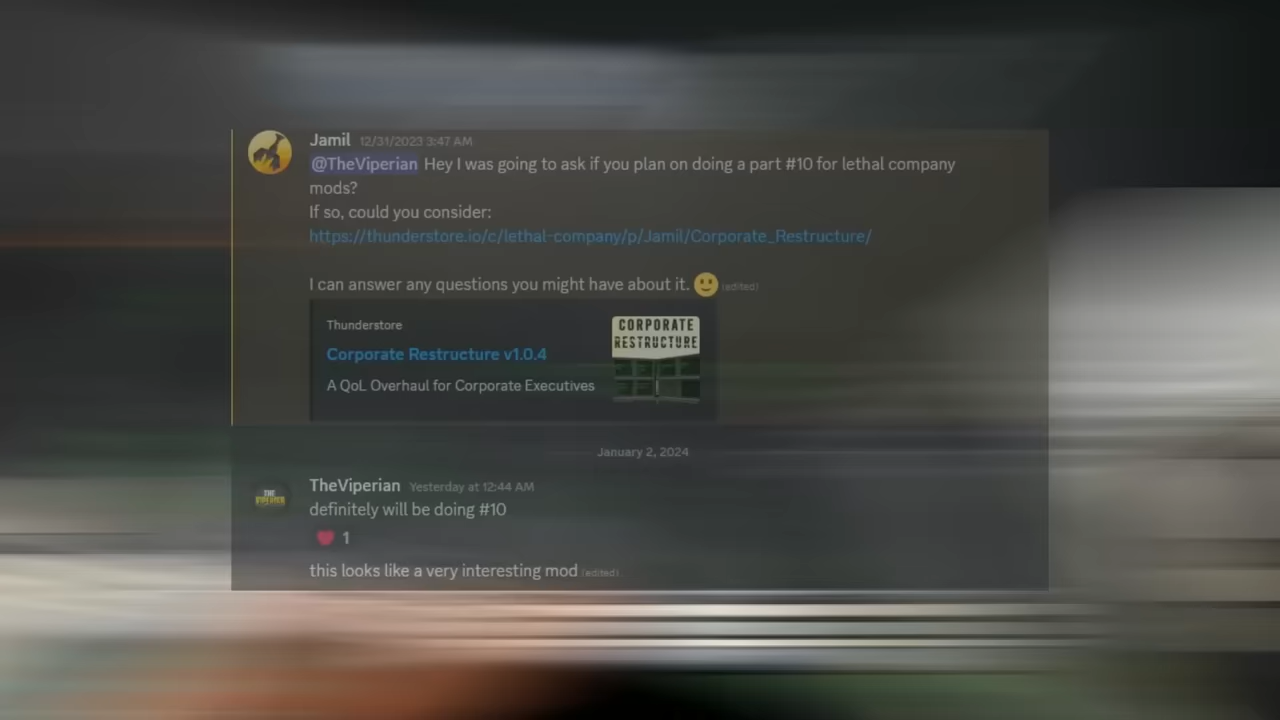 Jamil 12/31/2023 3:47 AM
@TheViperian Hey I was going to ask if you plan on doing a part #10 for lethal company
mods?
If so, could you consider:
https://thunderstore.io/c/lethal-company/p/Jamil/Corporate_Restructure/
I can answer any questions you might have about it. 🙂 (edited)
Thunderstore
Corporate Restructure v1.0.4
A QoL Overhaul for Corporate Executives
CORPORATE
RESTRUCTURE
January 2, 2024
THE
VIPERIAN
TheViperian Yesterday at 12:44 AM
definitely will be doing #10
❤️ 1
this looks like a very interesting mod (edited)